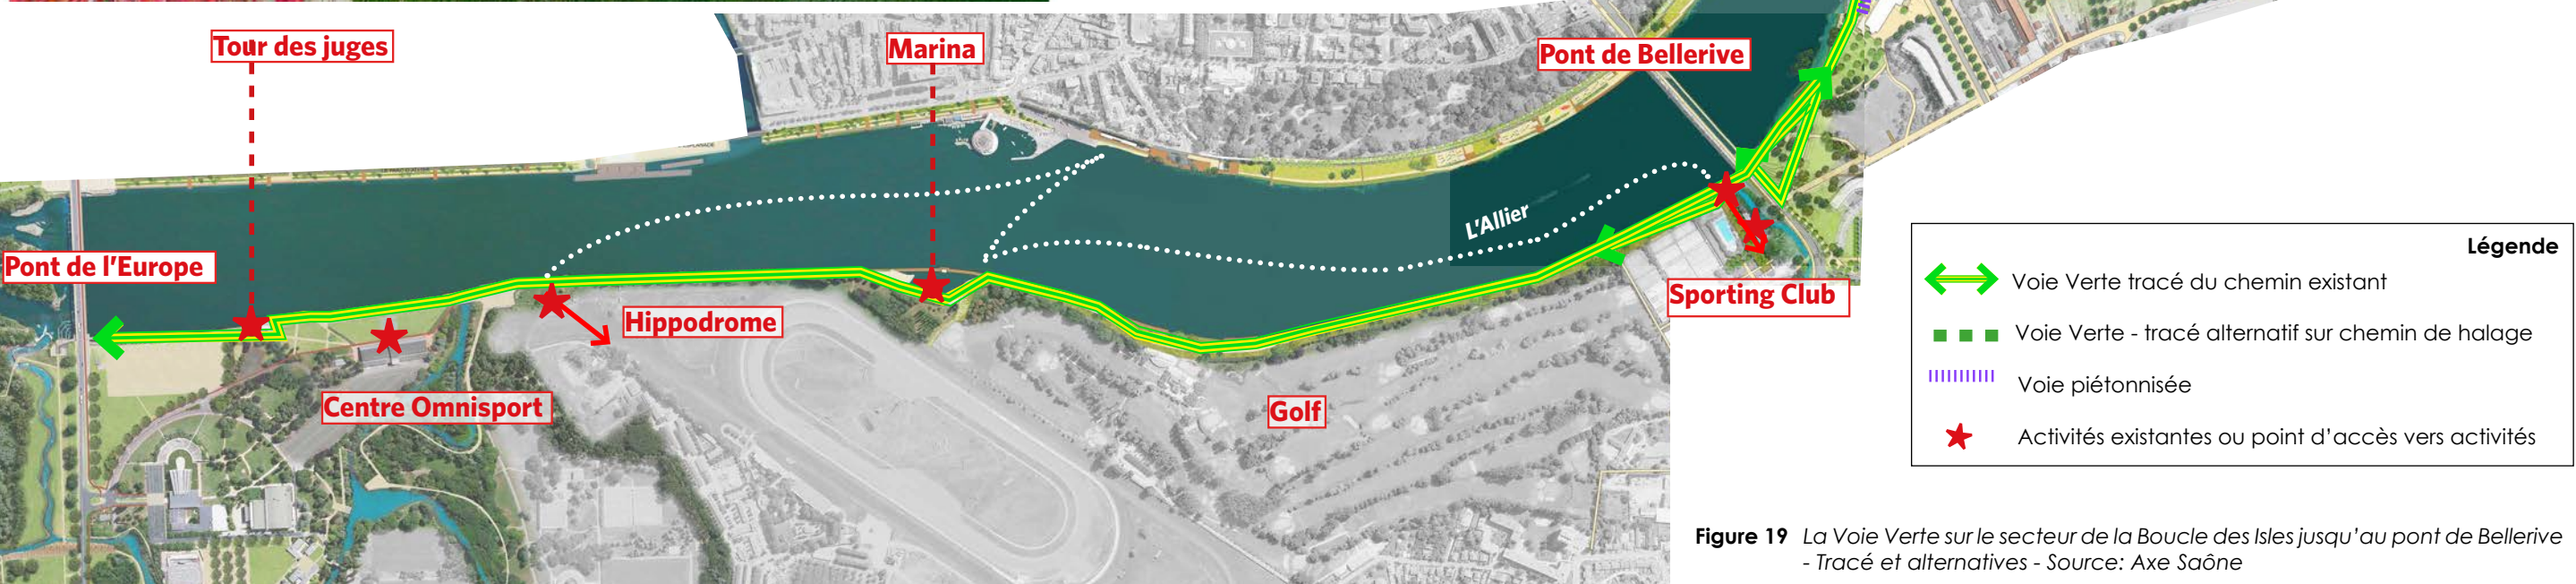 Tour des juges
Marina
Pont de Bellerive
L'Allier
Pont de l'Europe
Hippodrome
Sporting Club
Centre Omnisport
Golf
Légende
Voie Verte tracé du chemin existant
Voie Verte - tracé alternatif sur chemin de halage
Voie piétonnisée
Activités existantes ou point d'accès vers activités
Figure 19 La Voie Verte sur le secteur de la Boucle des Isles jusqu'au pont de Bellerive
- Tracé et alternatives - Source: Axe Saône